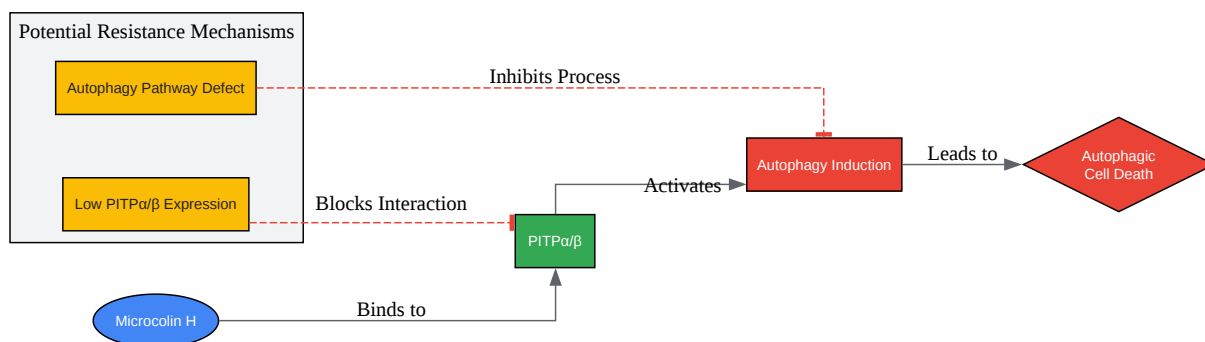 Potential Resistance Mechanisms
Autophagy Pathway Defect
Inhibits Process
Autophagy Induction
Leads to
Autophagic
Cell Death
Activates
Low PITPα/β Expression
Blocks Interaction
PITPα/β
Microcolin H
Binds to